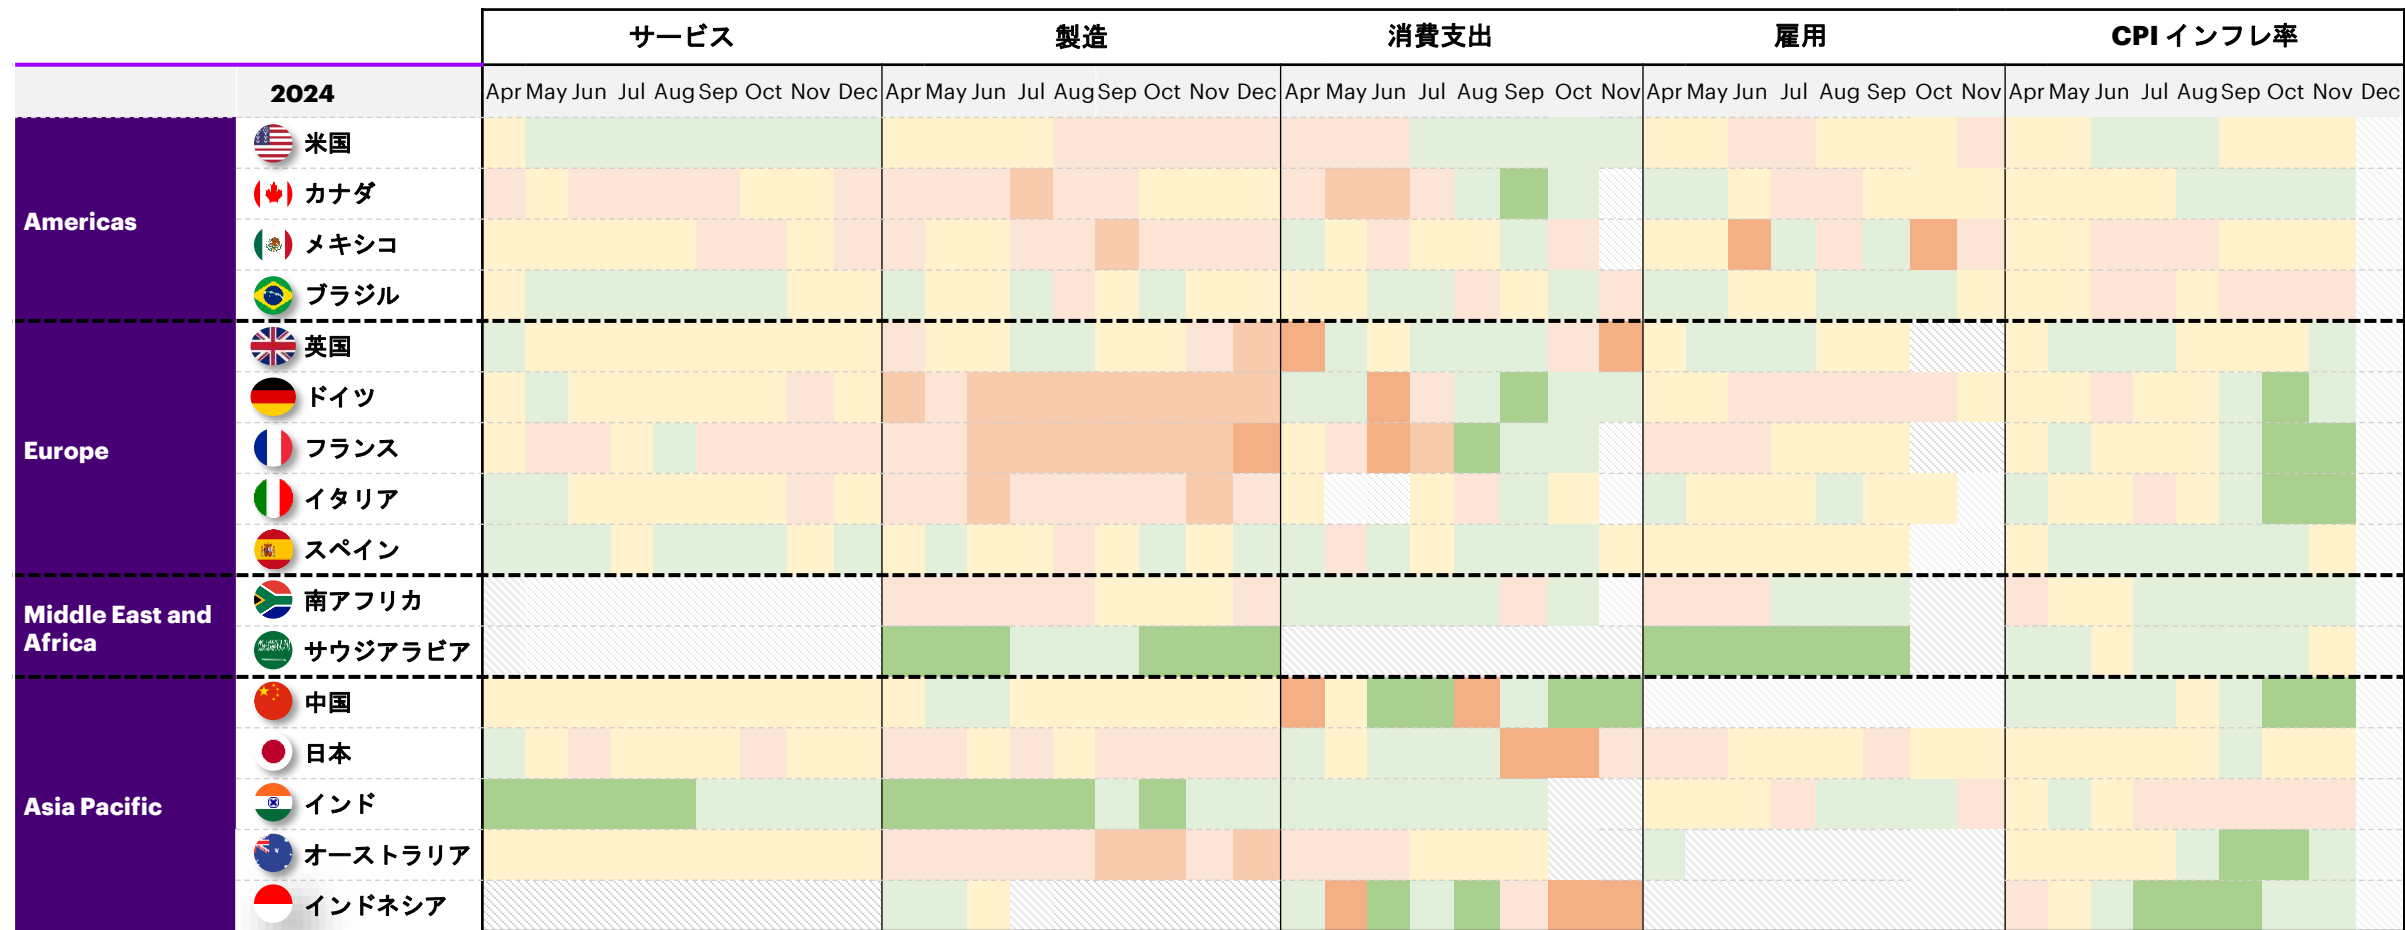 サービス 製造 消費支出 雇用 CPI インフレ率
2024 Apr May Jun Jul Aug Sep Oct Nov Dec Apr May Jun Jul Aug Sep Oct Nov Dec Apr May Jun Jul Aug Sep Oct Nov Apr May Jun Jul Aug Sep Oct Nov Apr May Jun Jul Aug Sep Oct Nov Dec
Americas
米国
カナダ
メキシコ
ブラジル
Europe
英国
ドイツ
フランス
イタリア
スペイン
Middle East and
Africa
南アフリカ
サウジアラビア
Asia Pacific
中国
日本
インド
オーストラリア
インドネシア